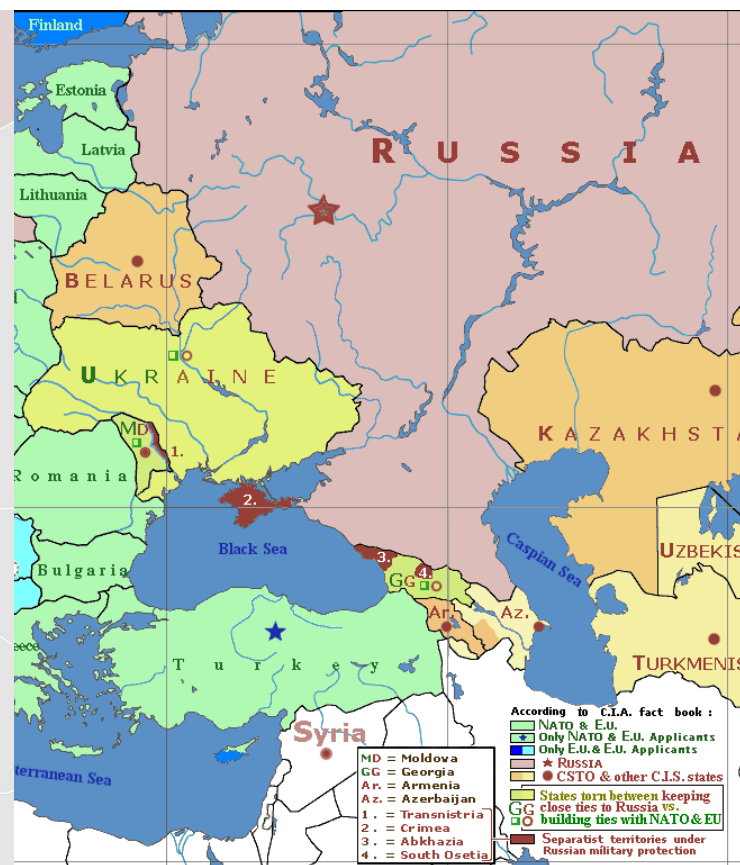 Finland
Estonia
Latvia
Lithuania
RUSSIA
BELARUS
UKRAINE
MD
1.
KAZAKHSTA
Romania
2.
UZBEKIS
Black Sea
Caspian Sea
3.
4.
GG
Bulgaria
Ar.
Az.
eece
Turkey
TURKMENIS
Syria
terranean Sea
MD = Moldova
GG = Georgia
Ar. = Armenia
Az. = Azerbaijan
1. = Transnistria
2. = Crimea
3. = Abkhazia
4. = South Osetia
According to C.I.A. fact book :
NATO & E.U.
Only NATO & E.U. Applicants
Only E.U. & E.U. Applicants
RUSSIA
CSTO & other C.I.S. states
States torn between keeping
GG close ties to Russia vs.
building ties with NATO & EU
Separatist territories under
Russian military protection